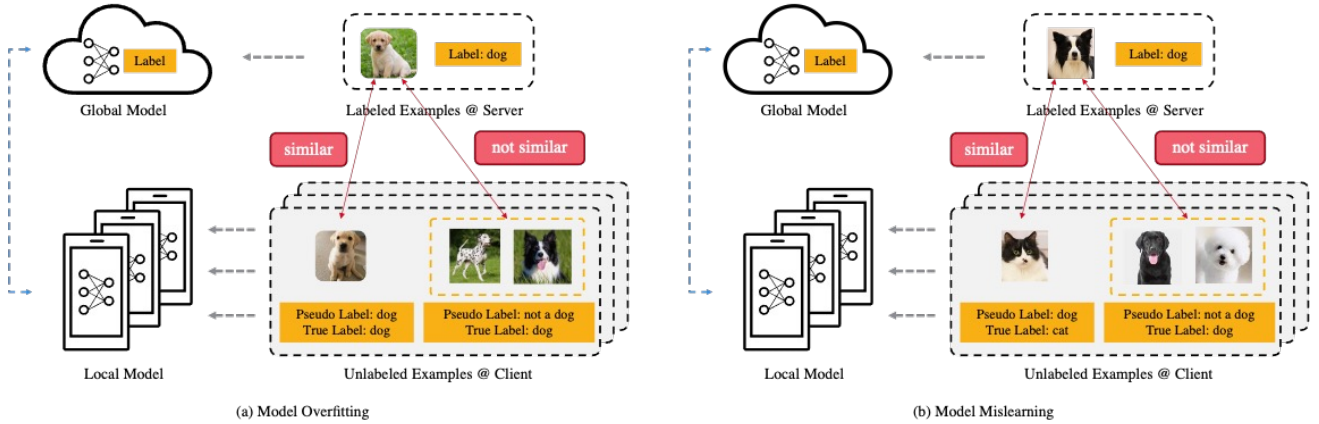 Label
Label: dog
Global Model
Labeled Examples @ Server
similar
not similar
Pseudo Label: dog
True Label: dog
Pseudo Label: not a dog
True Label: dog
Local Model
Unlabeled Examples @ Client
(a) Model Overfitting
Label
Label: dog
Global Model
Labeled Examples @ Server
similar
not similar
Pseudo Label: dog
True Label: cat
Pseudo Label: not a dog
True Label: dog
Local Model
Unlabeled Examples @ Client
(b) Model Mislearning